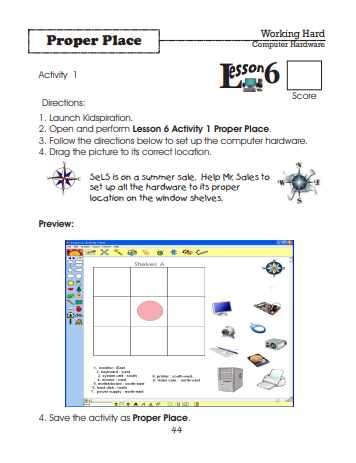 Proper Place
Working Hard
Computer Hardware
Activity 1
Lesson 6
Score
Directions:
1. Launch Kidspiration.
2. Open and perform Lesson 6 Activity 1 Proper Place.
3. Follow the directions below to set up the computer hardware.
4. Drag the picture to its correct location.
SeLS is on a summer sale. Help Mr. Sales to
set up all the hardware to its proper
location on the window shelves.
N
Preview:
Shelves A
1. monitor : East
2. keyboard : west
3. system unit : south
4. mouse : west
5. motherboard : south-east
6. hard disk : north
7. power supply : north-east
8. printer : south-west
9. video card : north-west
4. Save the activity as Proper Place.
44